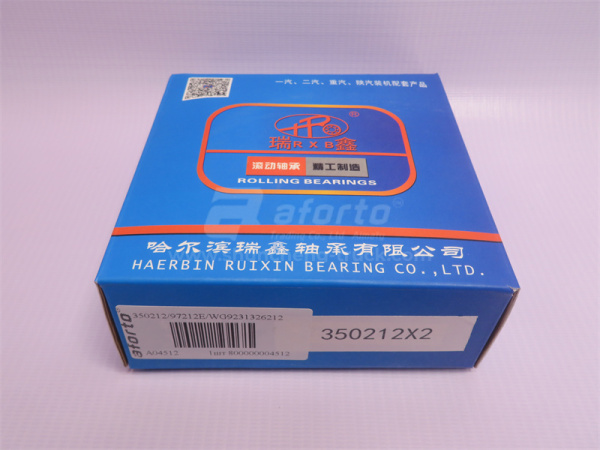 一汽、二汽、重汽、陕汽装机配套产品
瑞RXB鑫®
滚动轴承 精工制造
ROLLING BEARINGS
aforto
哈尔滨瑞鑫轴承有限公司
HAERBIN RUIXIN BEARING CO.,LTD.
350212/97212E/WG9231326212
aforto
A04512 1шт 800000004512
350212X2